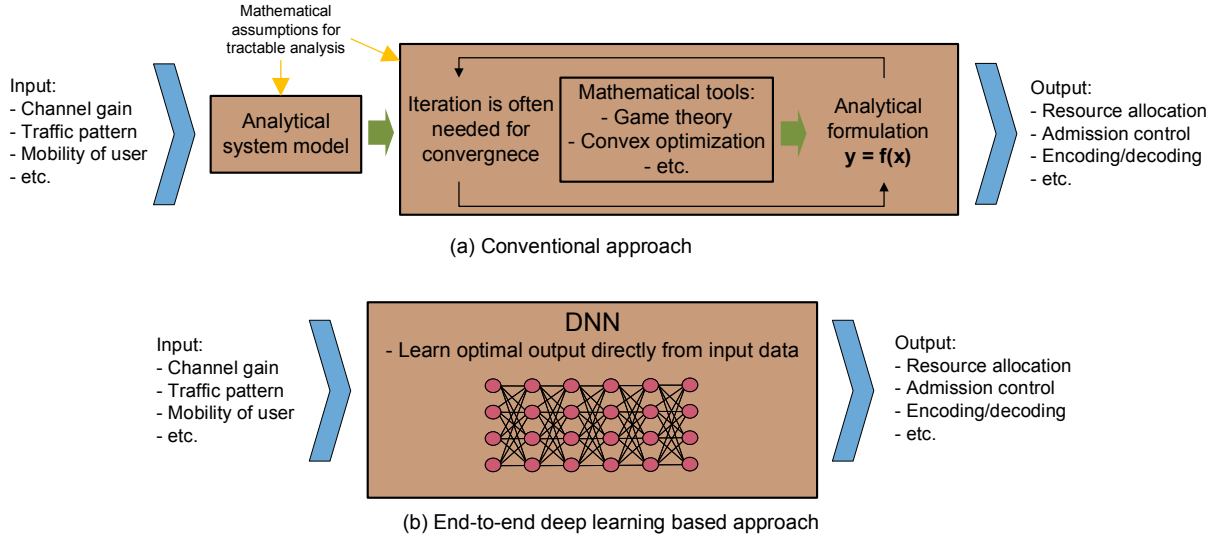 Mathematical
assumptions for
tractable analysis
Input:
- Channel gain
- Traffic pattern
- Mobility of user
- etc.
Analytical
system model
Iteration is often
needed for
convergnece
Mathematical tools:
- Game theory
- Convex optimization
- etc.
Analytical
formulation
y = f(x)
Output:
- Resource allocation
- Admission control
- Encoding/decoding
- etc.
(a) Conventional approach
Input:
- Channel gain
- Traffic pattern
- Mobility of user
- etc.
DNN
- Learn optimal output directly from input data
Output:
- Resource allocation
- Admission control
- Encoding/decoding
- etc.
(b) End-to-end deep learning based approach